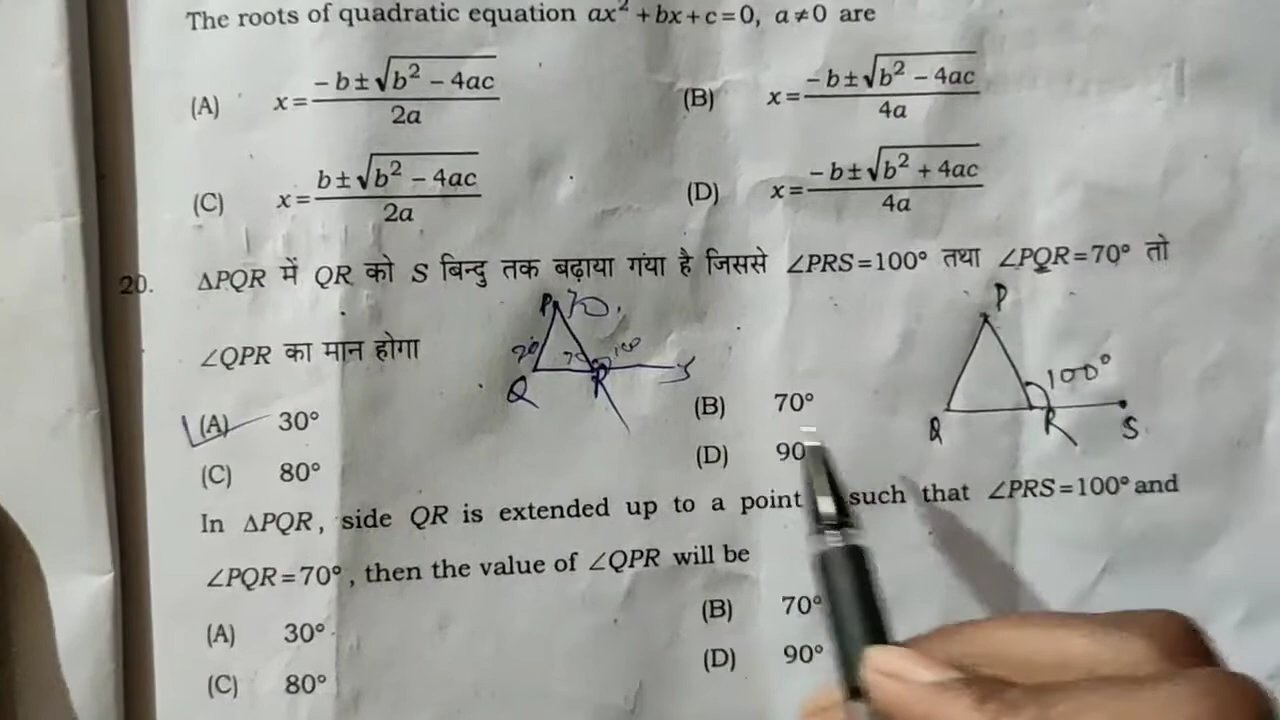 The roots of quadratic equation ax² + bx + c = 0, a ≠ 0 are
(A) x = (-b ± √(b² - 4ac)) / 2a (B) x = (-b ± √(b² - 4ac)) / 4a
(C) x = (b ± √(b² - 4ac)) / 2a (D) x = (-b ± √(b² + 4ac)) / 4a
20. ΔPQR में QR को S बिन्दु तक बढ़ाया गया है जिससे ∠PRS=100° तथा ∠PQR=70° तो
P 70.
P
∠QPR का मान होगा
Q R S
100°
Q R S
(A) 30° (B) 70°
(C) 80° (D) 90
In ΔPQR, side QR is extended up to a point such that ∠PRS=100° and
∠PQR=70°, then the value of ∠QPR will be
(A) 30° (B) 70°
(C) 80° (D) 90°